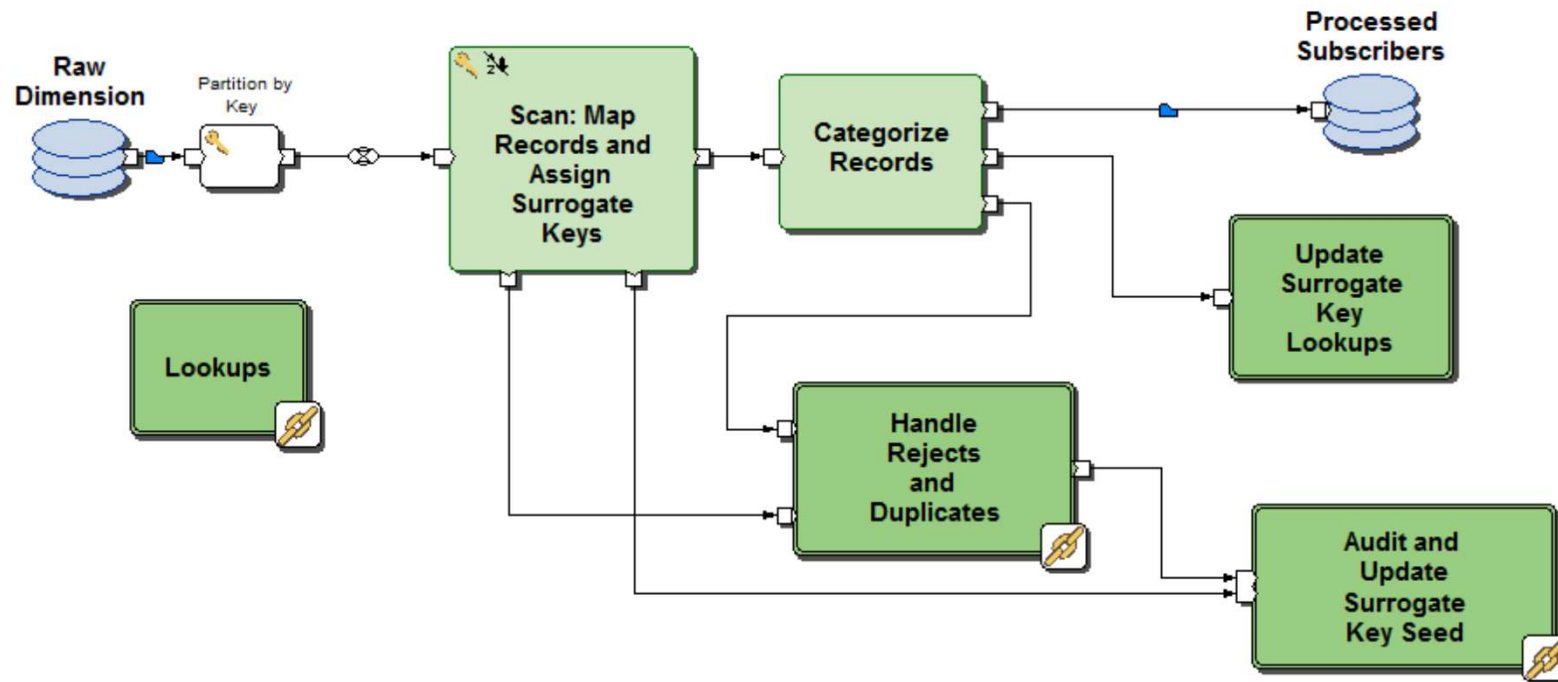 Raw
Dimension
Partition by
Key
Scan: Map
Records and
Assign
Surrogate
Keys
Categorize
Records
Processed
Subscribers
Lookups
Update
Surrogate
Key
Lookups
Handle
Rejects
and
Duplicates
Audit and
Update
Surrogate
Key Seed